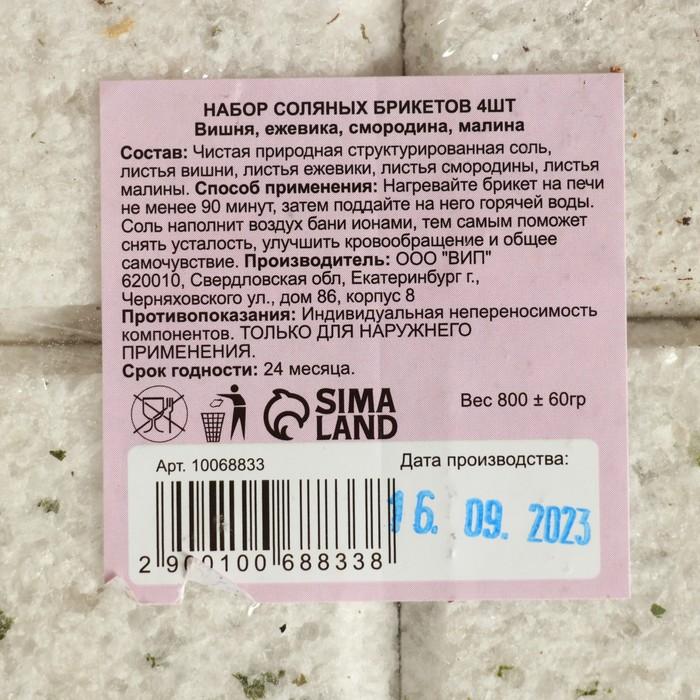 НАБОР СОЛЯНЫХ БРИКЕТОВ 4ШТ
Вишня, ежевика, смородина, малина
Состав: Чистая природная структурированная соль,
листья вишни, листья ежевики, листья смородины, листья
малины. Способ применения: Нагревайте брикет на печи
не менее 90 минут, затем поддайте на него горячей воды.
Соль наполнит воздух бани ионами, тем самым поможет
снять усталость, улучшить кровообращение и общее
самочувствие. Производитель: ООО "ВИП"
620010, Свердловская обл, Екатеринбург г.,
Черняховского ул., дом 86, корпус 8
Противопоказания: Индивидуальная непереносимость
компонентов. ТОЛЬКО ДЛЯ НАРУЖНЕГО
ПРИМЕНЕНИЯ.
Срок годности: 24 месяца.
SIMA
LAND
Вес 800 ± 60гр
Арт. 10068833
Дата производства:
16. 09. 2023
2 900100 688338